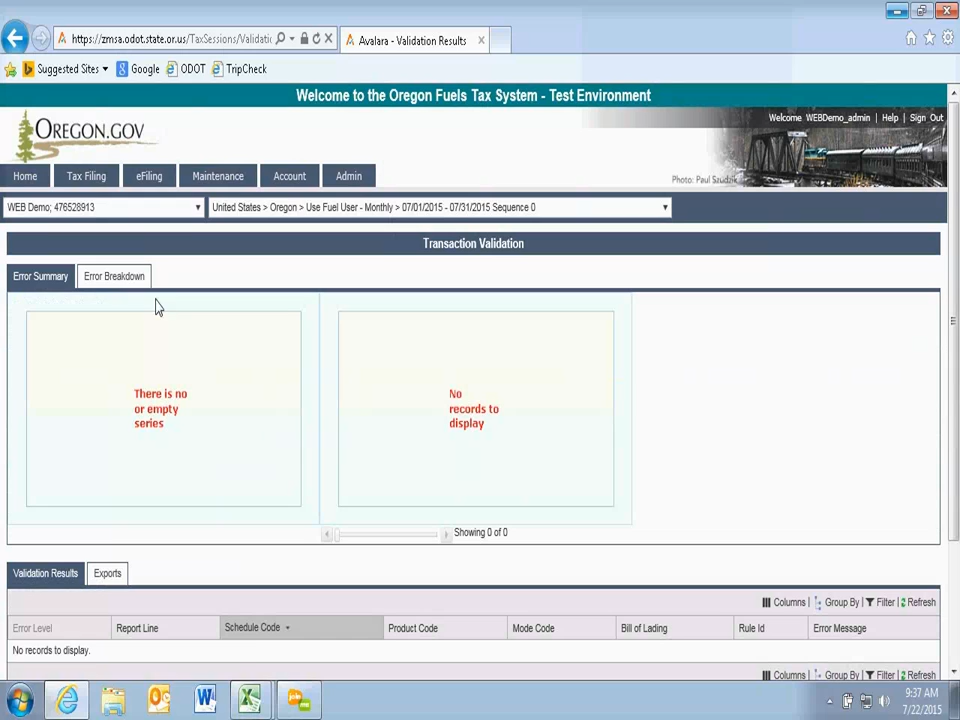 https://zmsa.odot.state.or.us/TaxSessions/Validatic
Avalara - Validation Results
Suggested Sites
Google
ODOT
TripCheck
Welcome to the Oregon Fuels Tax System - Test Environment
Welcome WEBDemo_admin | Help | Sign Out
OREGON.GOV
Photo: Paul Szudzik
Home
Tax Filing
eFiling
Maintenance
Account
Admin
WEB Demo; 476528913
United States > Oregon > Use Fuel User - Monthly > 07/01/2015 - 07/31/2015 Sequence 0
Transaction Validation
Error Summary
Error Breakdown
There is no
or empty
series
No
records to
display
Showing 0 of 0
Validation Results
Exports
Columns | Group By | Filter | Refresh
Error Level
Report Line
Schedule Code
Product Code
Mode Code
Bill of Lading
Rule Id
Error Message
No records to display.
Columns | Group By | Filter | Refresh
9:37 AM
7/22/2015